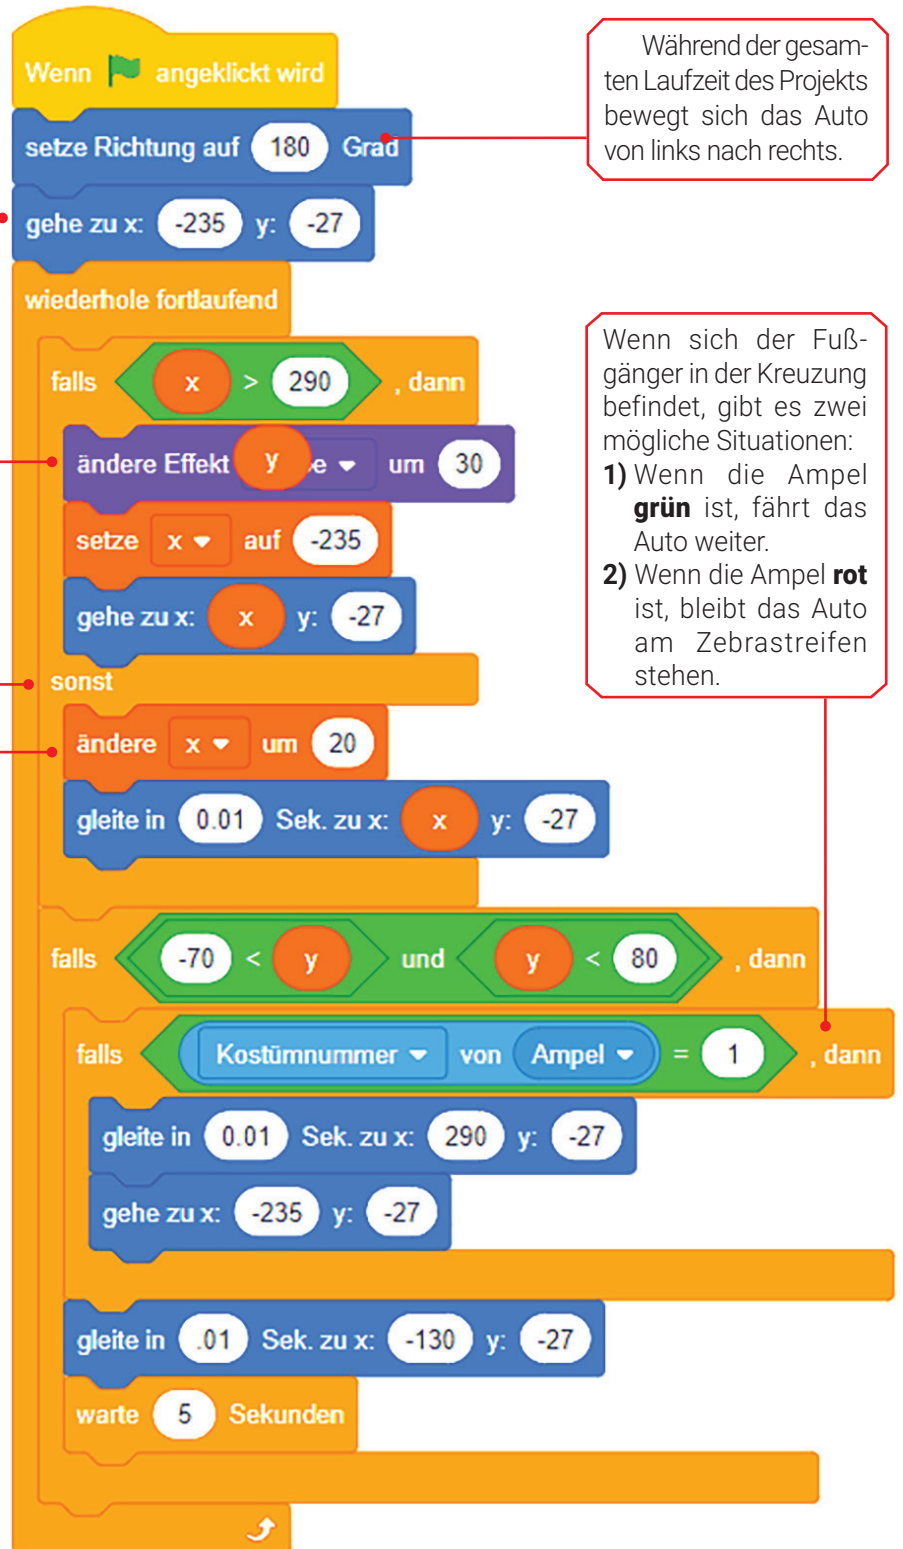 Wenn angeklickt wird
setze Richtung auf 180 Grad
gehe zu x: -235 y: -27
wiederhole fortlaufend
falls x > 290 , dann
ändere Effekt y e um 30
setze x auf -235
gehe zu x: x y: -27
sonst
ändere x um 20
gleite in 0.01 Sek. zu x: x y: -27
falls -70 < y und y < 80 , dann
falls Kostümnummer von Ampel = 1 , dann
gleite in 0.01 Sek. zu x: 290 y: -27
gehe zu x: -235 y: -27
gleite in .01 Sek. zu x: -130 y: -27
warte 5 Sekunden
Während der gesam-
ten Laufzeit des Projekts
bewegt sich das Auto
von links nach rechts.
Wenn sich der Fuß-
gänger in der Kreuzung
befindet, gibt es zwei
mögliche Situationen:
1) Wenn die Ampel
grün ist, fährt das
Auto weiter.
2) Wenn die Ampel rot
ist, bleibt das Auto
am Zebrastreifen
stehen.